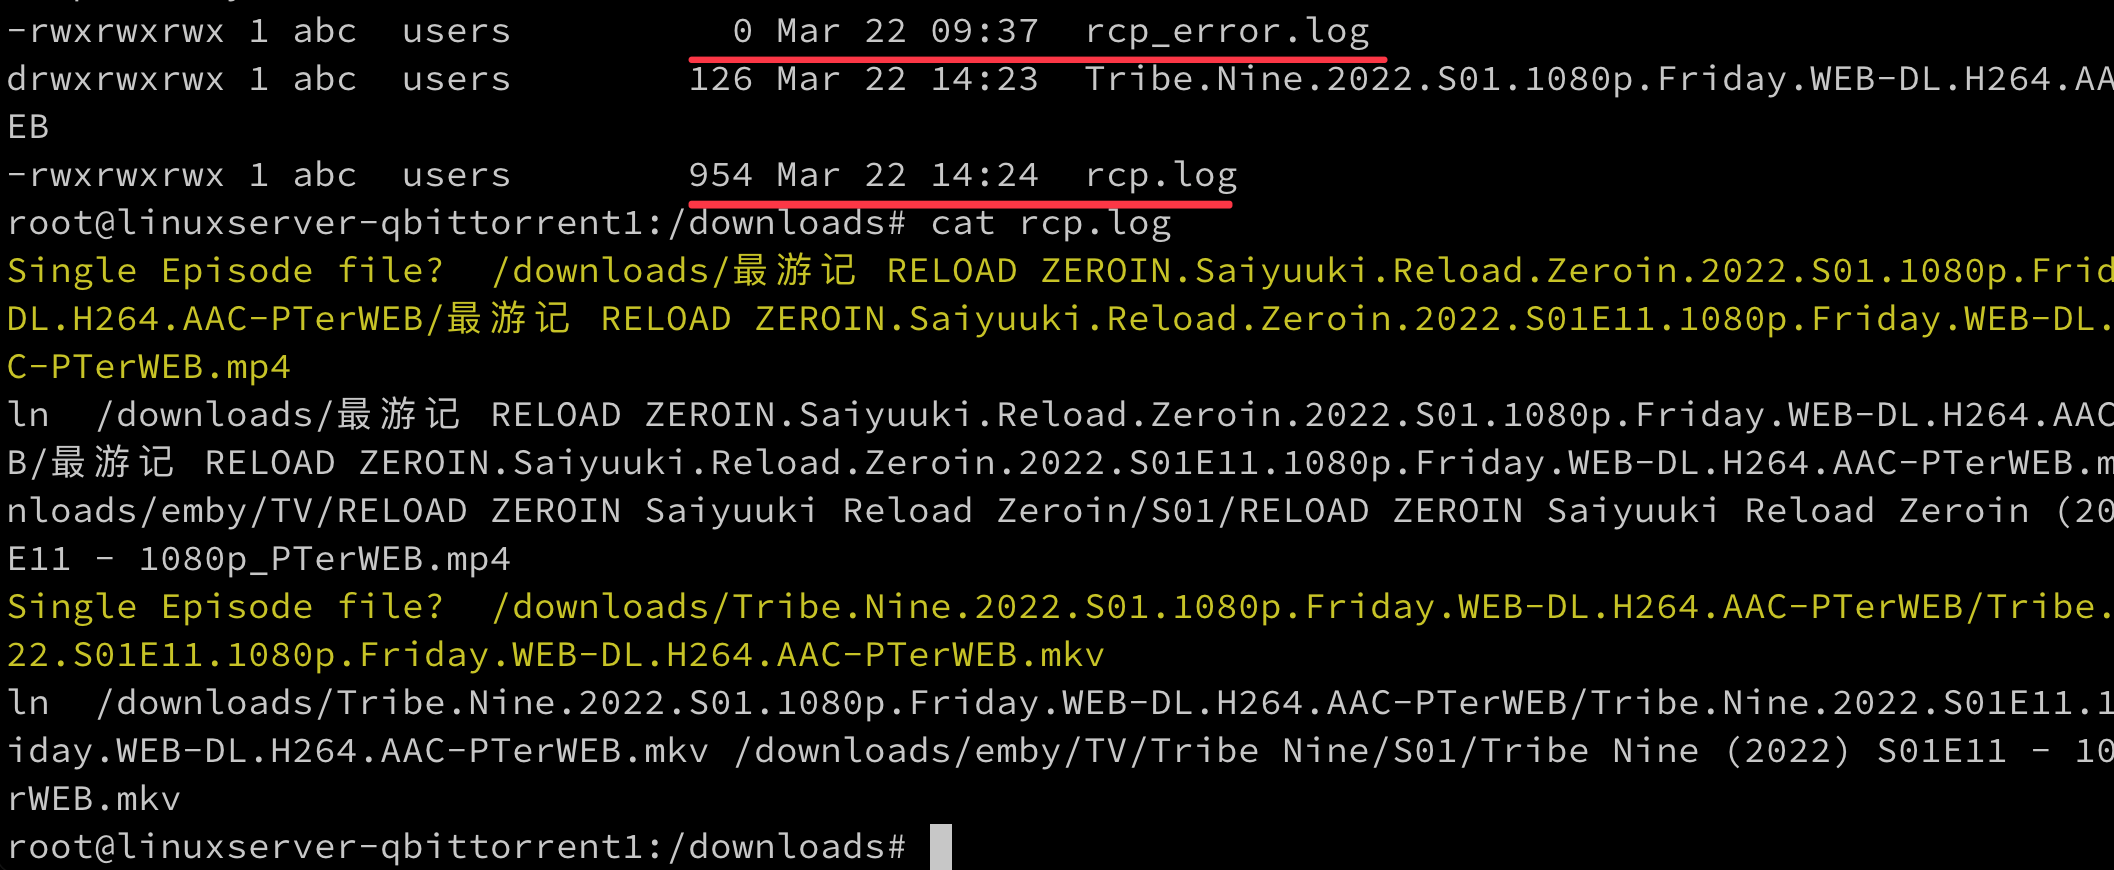 -rwxrwxrwx 1 abc  users          0 Mar 22 09:37  rcp_error.log
drwxrwxrwx 1 abc  users        126 Mar 22 14:23  Tribe.Nine.2022.S01.1080p.Friday.WEB-DL.H264.AA
EB
-rwxrwxrwx 1 abc  users        954 Mar 22 14:24  rcp.log
root@linuxserver-qbittorrent1:/downloads# cat rcp.log
Single Episode file?  /downloads/最游记 RELOAD ZEROIN.Saiyuuki.Reload.Zeroin.2022.S01.1080p.Frid
DL.H264.AAC-PTerWEB/最游记 RELOAD ZEROIN.Saiyuuki.Reload.Zeroin.2022.S01E11.1080p.Friday.WEB-DL.
C-PTerWEB.mp4
ln  /downloads/最游记 RELOAD ZEROIN.Saiyuuki.Reload.Zeroin.2022.S01.1080p.Friday.WEB-DL.H264.AAC
B/最游记 RELOAD ZEROIN.Saiyuuki.Reload.Zeroin.2022.S01E11.1080p.Friday.WEB-DL.H264.AAC-PTerWEB.m
nloads/emby/TV/RELOAD ZEROIN Saiyuuki Reload Zeroin/S01/RELOAD ZEROIN Saiyuuki Reload Zeroin (20
E11 - 1080p_PTerWEB.mp4
Single Episode file?  /downloads/Tribe.Nine.2022.S01.1080p.Friday.WEB-DL.H264.AAC-PTerWEB/Tribe.
22.S01E11.1080p.Friday.WEB-DL.H264.AAC-PTerWEB.mkv
ln  /downloads/Tribe.Nine.2022.S01.1080p.Friday.WEB-DL.H264.AAC-PTerWEB/Tribe.Nine.2022.S01E11.1
iday.WEB-DL.H264.AAC-PTerWEB.mkv /downloads/emby/TV/Tribe Nine/S01/Tribe Nine (2022) S01E11 - 10
rWEB.mkv
root@linuxserver-qbittorrent1:/downloads#